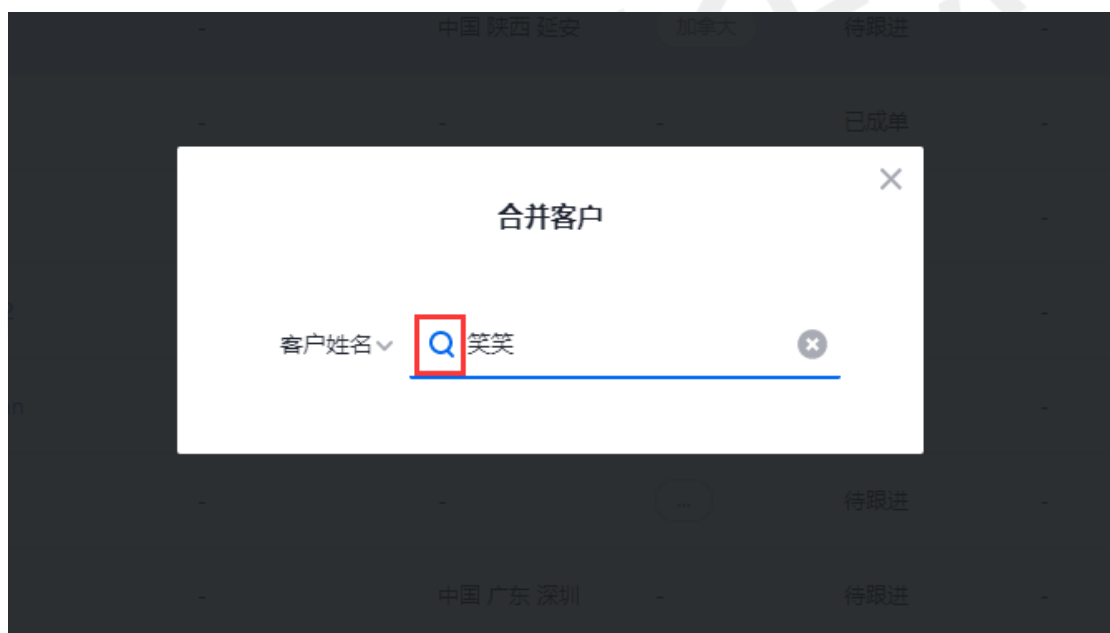 - 中国 陕西 延安 加拿大 待跟进 -
- - - 已成单 -
合并客户
-
客户姓名 笑笑
-
-
- - ... 待跟进 -
- 中国 广东 深圳 - 待跟进 -